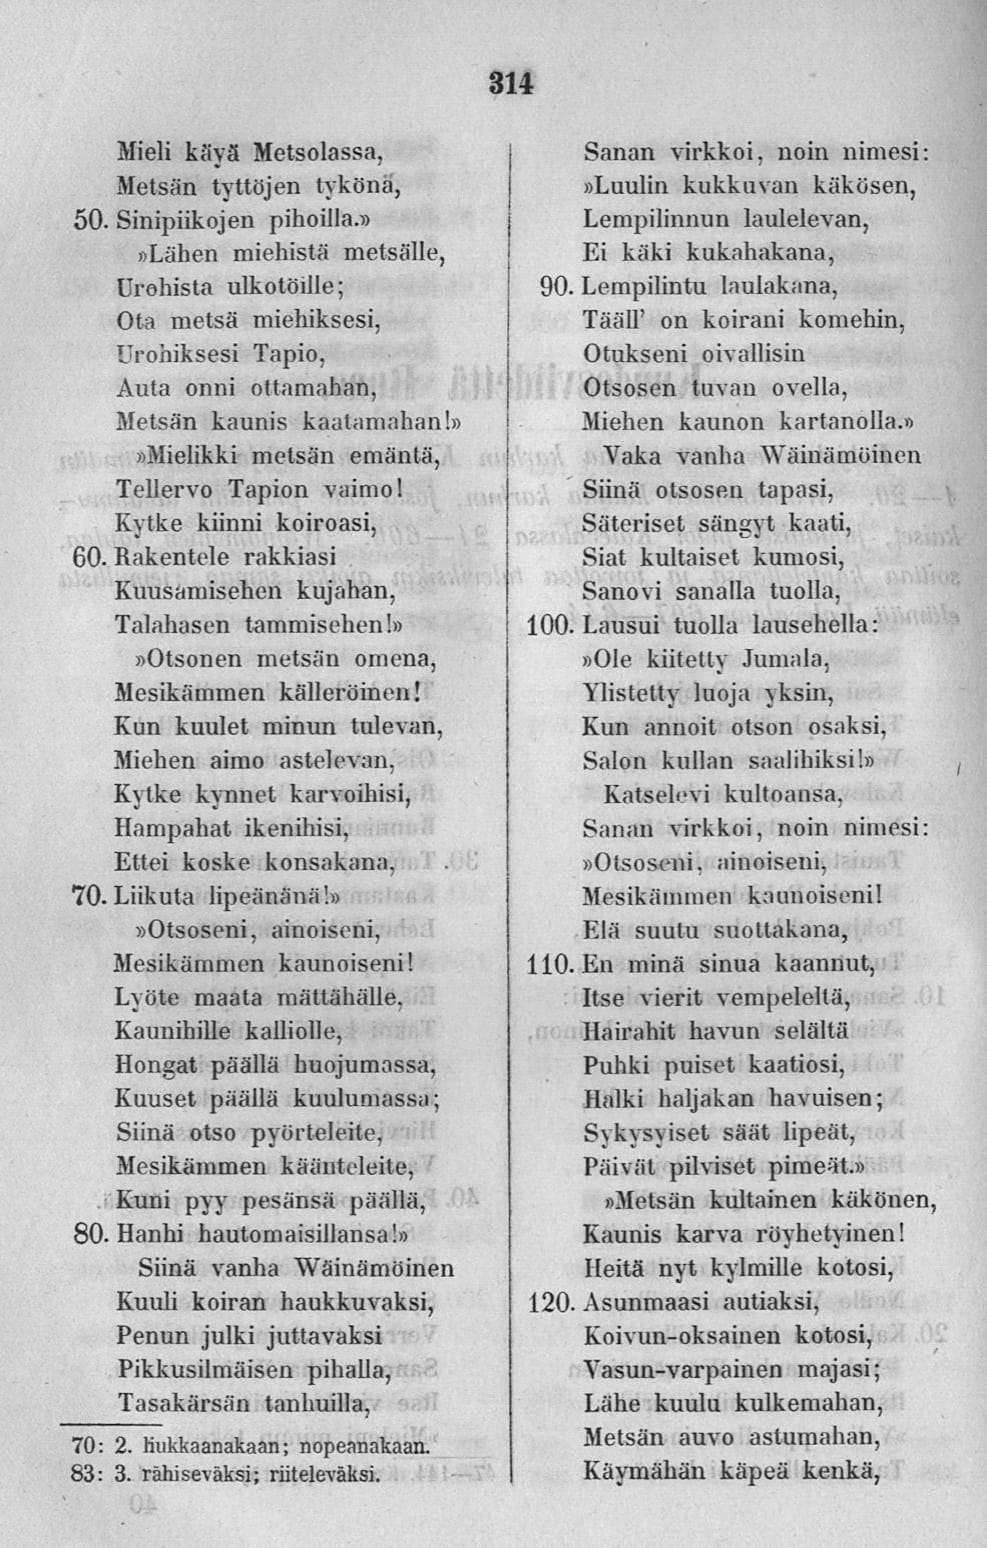 314
Mieli käyä Metsolassa,
Metsän tyttöjen tykönä,
50. Sinipiikojen pihoilla.»
»Lähen miehistä metsälle,
Urohista ulkotöille;
Ota metsä miehiksesi,
Urohiksesi Tapio,
Auta onni ottamahan,
Metsän kaunis kaatamahan!»
»Mielikki metsän emäntä,
Tellervo Tapion vaimo!
Kytke kiinni koiroasi,
60. Rakentele rakkiasi
Kuusamisehen kujahan,
Talahasen tammisehen!»
»Otsonen metsän omena,
Mesikämmen källeröinen!
Kun kuulet minun tulevan,
Miehen aimo astelevan,
Kytke kynnet karvoihisi,
Hampahat ikenihisi,
Ettei koske konsakana,
70. Liikuta lipeänänä!»
»Otsoseni, ainoiseni,
Mesikämmen kaunoiseni!
Lyöte maata mättähälle,
Kaunihille kalliolle,
Hongat päällä huojumassa,
Kuuset päällä kuulumassa;
Siinä otso pyörteleite,
Mesikämmen käänteleite,
Kuni pyy pesänsä päällä,
80. Hanhi hautomaisillansa!»
Siinä vanha Wäinämöinen
Kuuli koiran haukkuvaksi,
Penun julki juttavaksi
Pikkusilmäisen pihalla,
Tasakärsän tanhuilla,
70: 2. liukkaanakaan; nopeanakaan.
83: 3. rähiseväksi; riiteleväksi.
Sanan virkkoi, noin nimesi:
»Luulin kukkuvan käkösen,
Lempilinnun laulelevan,
Ei käki kukahakana,
90. Lempilintu laulakana,
Tääll' on koirani komehin,
Otukseni oivallisin
Otsosen tuvan ovella,
Miehen kaunon kartanolla.»
Vaka vanha Wäinämöinen
Siinä otsosen tapasi,
Säteriset sängyt kaati,
Siat kultaiset kumosi,
Sanovi sanalla tuolla,
100. Lausui tuolla lausehella:
»Ole kiitetty Jumala,
Ylistetty luoja yksin,
Kun annoit otson osaksi,
Salon kullan saalihiksi!»
Katselevi kultoansa,
Sanan virkkoi, noin nimesi:
»Otsoseni, ainoiseni,
Mesikämmen kaunoiseni!
Elä suutu suottakana,
110. En minä sinua kaannut,
Itse vierit vempeleltä,
Hairahit havun selältä
Puhki puiset kaatiosi,
Halki haljakan havuisen;
Sykysyiset säät lipeät,
Päivät pilviset pimeät.»
»Metsän kultainen käkönen,
Kaunis karva röyhetyinen!
Heitä nyt kylmille kotosi,
120. Asunmaasi autiaksi,
Koivun-oksainen kotosi,
Vasun-varpainen majasi;
Lähe kuulu kulkemahan,
Metsän auvo astumahan,
Käymähän käpeä kenkä,